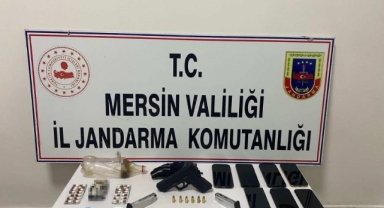 T.C.
MERSİN VALİLİĞİ
İL JANDARMA KOMUTANLIĞI